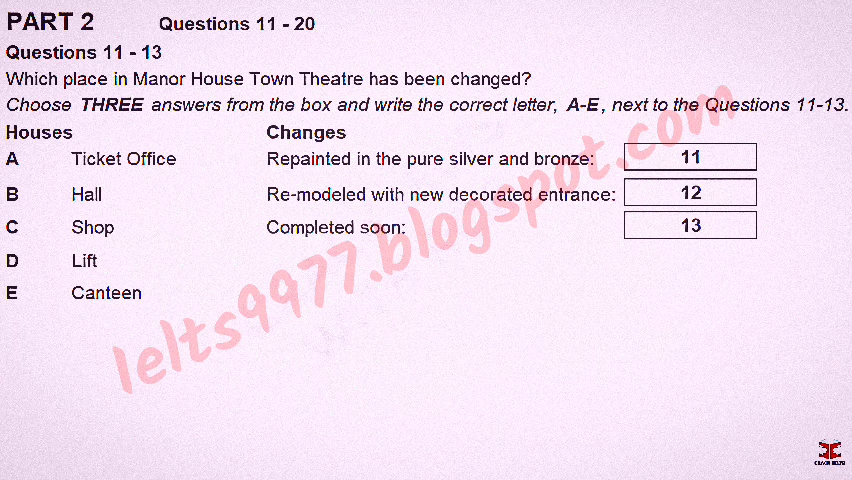 PART 2 Questions 11 - 20
Questions 11 - 13
Which place in Manor House Town Theatre has been changed?
Choose THREE answers from the box and write the correct letter, A-E, next to the Questions 11-13.
Houses Changes
A Ticket Office Repainted in the pure silver and bronze: 11
B Hall Re-modeled with new decorated entrance: 12
C Shop Completed soon: 13
D Lift
E Canteen
Ielts9977.blogspot.com
CRACK IELTS